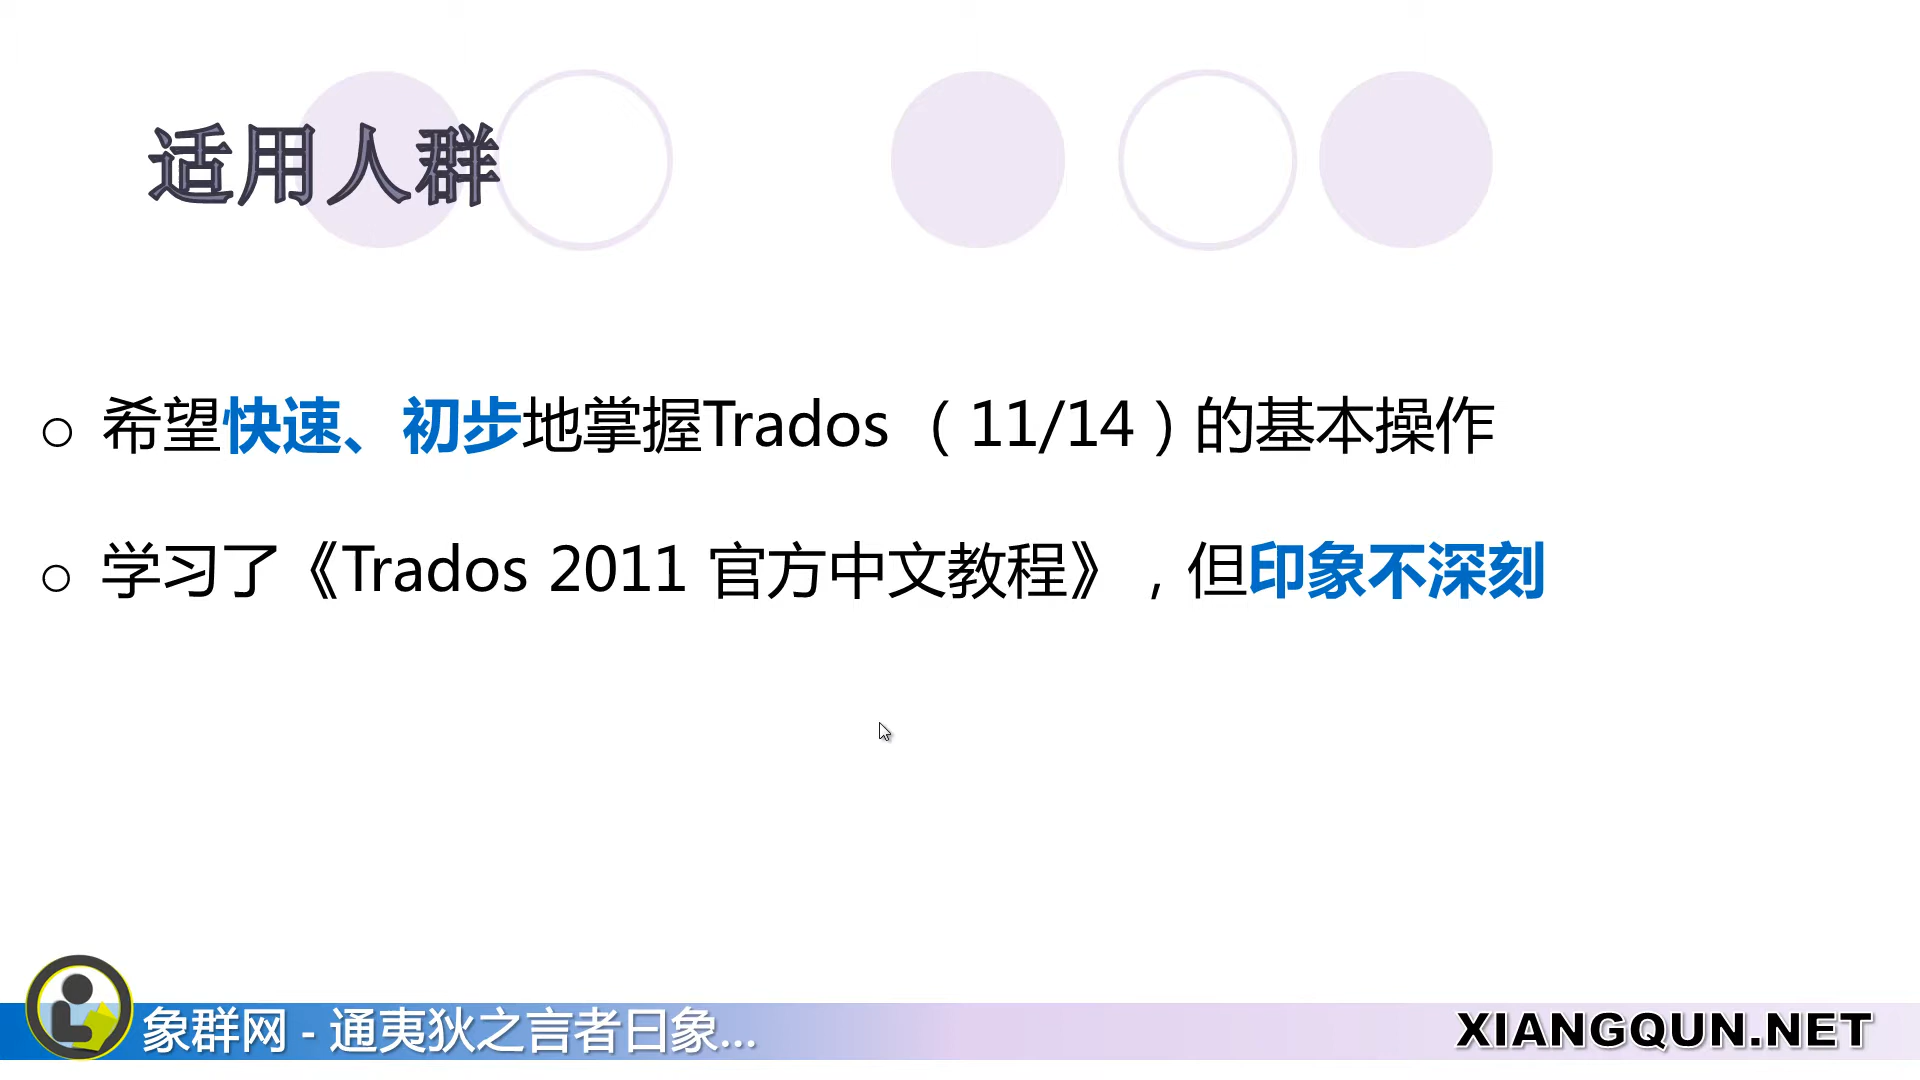 适用人群
希望快速、初步地掌握Trados （11/14）的基本操作
学习了《Trados 2011 官方中文教程》，但印象不深刻
象群网 - 通夷狄之言者曰象...
XIANGQUN.NET